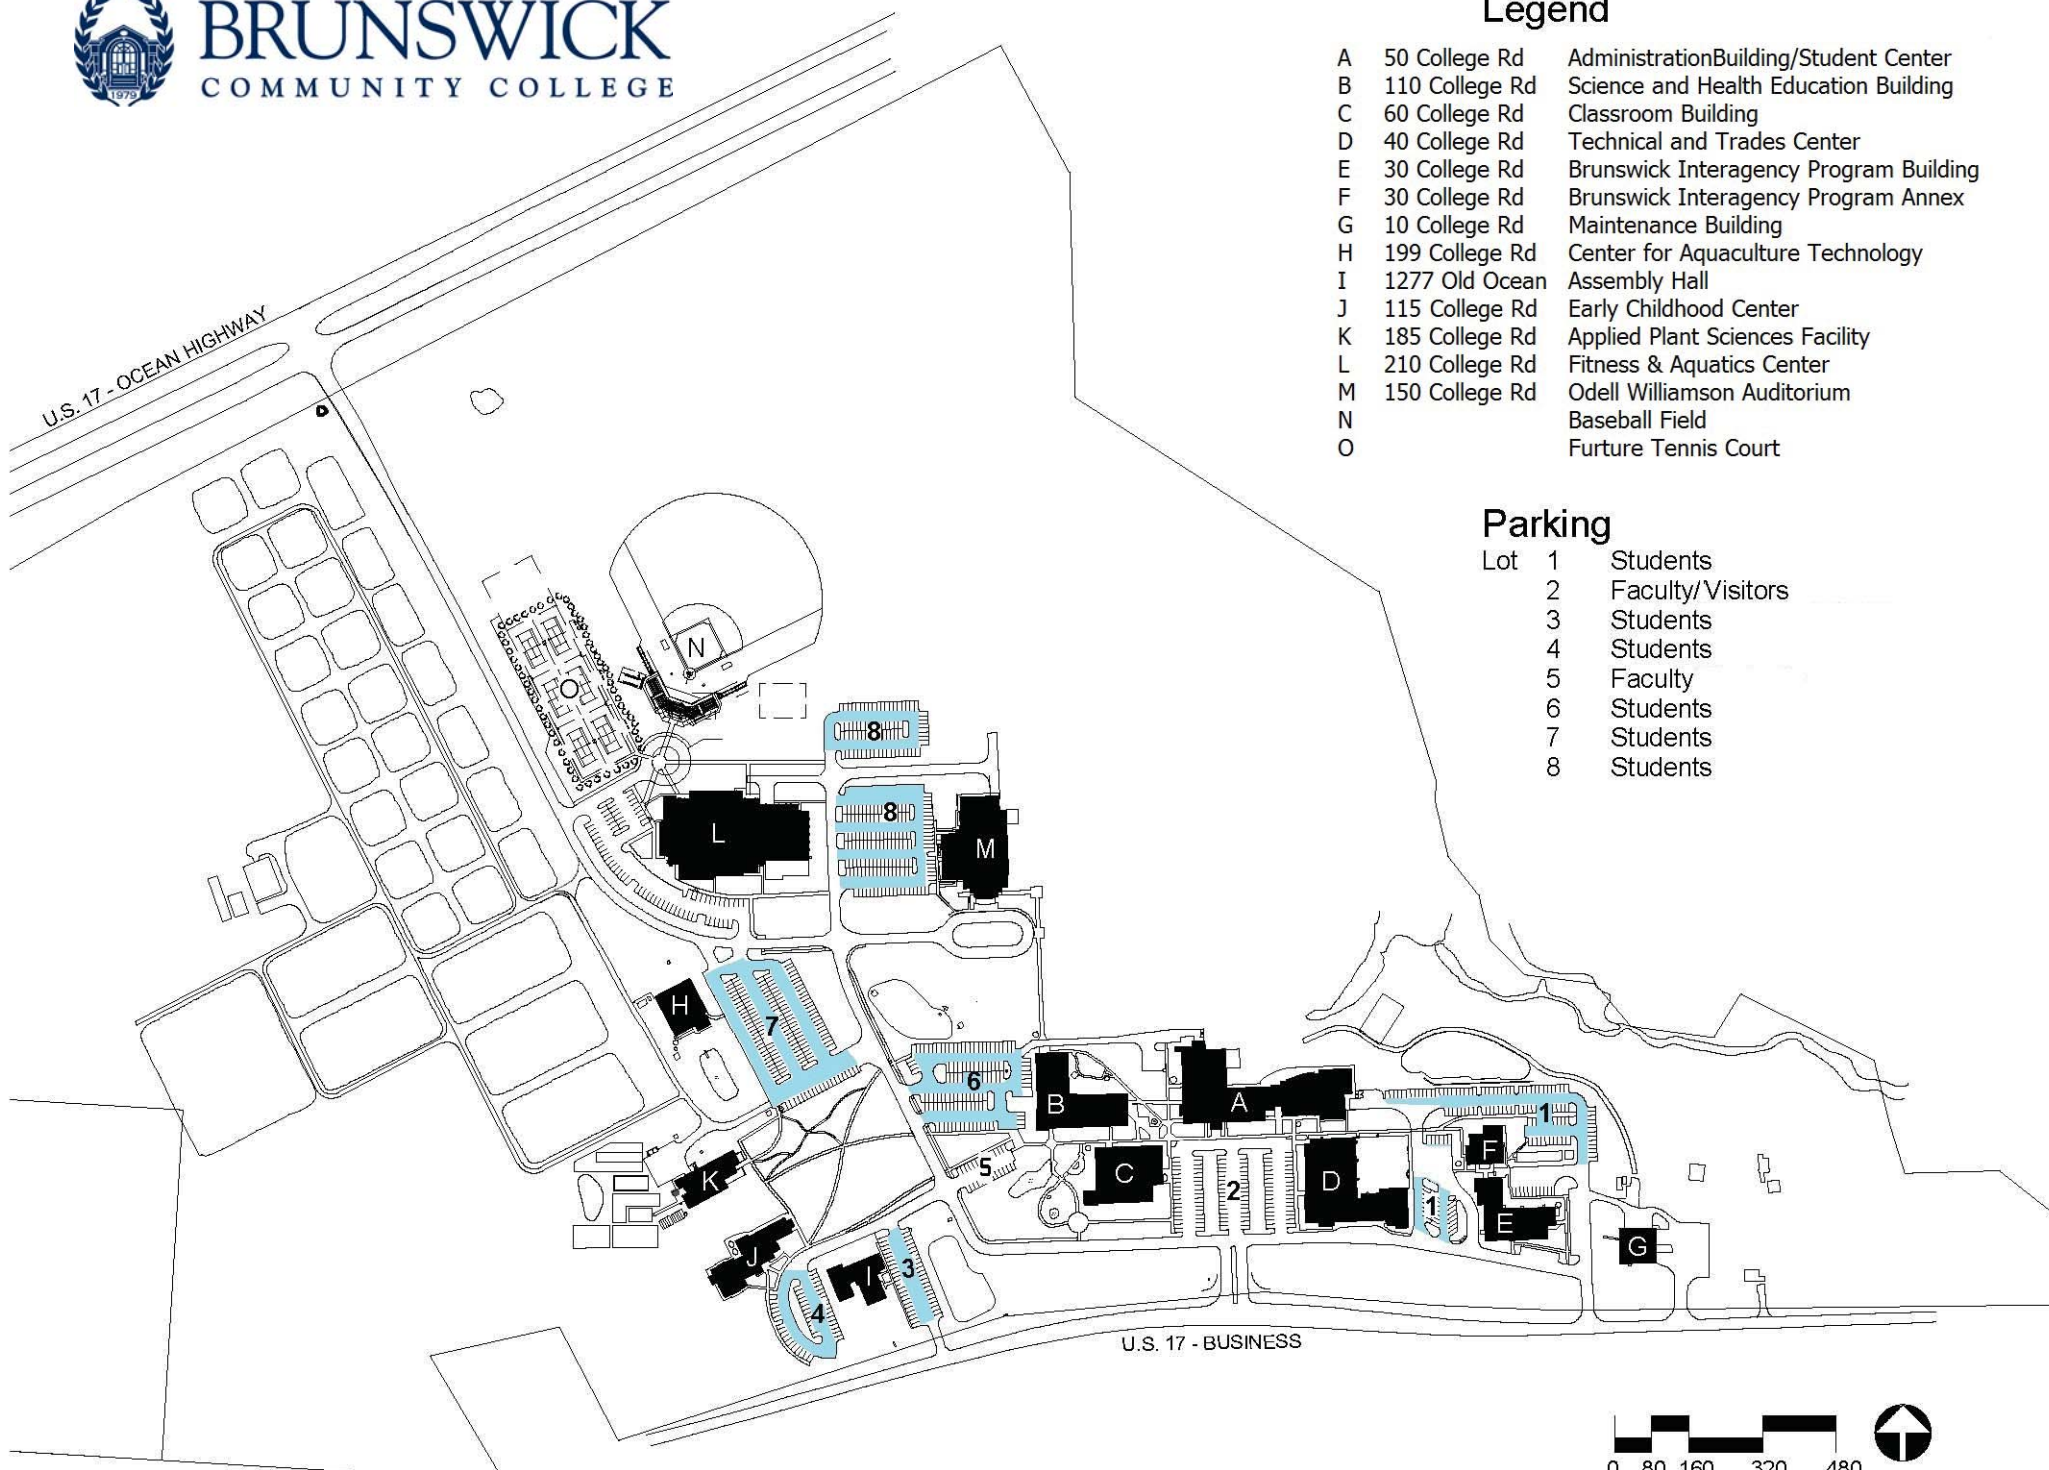 BRUNSWICK
COMMUNITY COLLEGE
1979
Legend
A 50 College Rd AdministrationBuilding/Student Center
B 110 College Rd Science and Health Education Building
C 60 College Rd Classroom Building
D 40 College Rd Technical and Trades Center
E 30 College Rd Brunswick Interagency Program Building
F 30 College Rd Brunswick Interagency Program Annex
G 10 College Rd Maintenance Building
H 199 College Rd Center for Aquaculture Technology
I 1277 Old Ocean Assembly Hall
J 115 College Rd Early Childhood Center
K 185 College Rd Applied Plant Sciences Facility
L 210 College Rd Fitness & Aquatics Center
M 150 College Rd Odell Williamson Auditorium
N Baseball Field
O Furture Tennis Court
Parking
Lot 1 Students
2 Faculty/Visitors
3 Students
4 Students
5 Faculty
6 Students
7 Students
8 Students
U.S. 17 - OCEAN HIGHWAY
N
O
8
8
L
M
H
7
6
B
A
1
F
5
C
2
D
1
K
E
G
J
I
3
4
U.S. 17 - BUSINESS
0 80 160 320 480